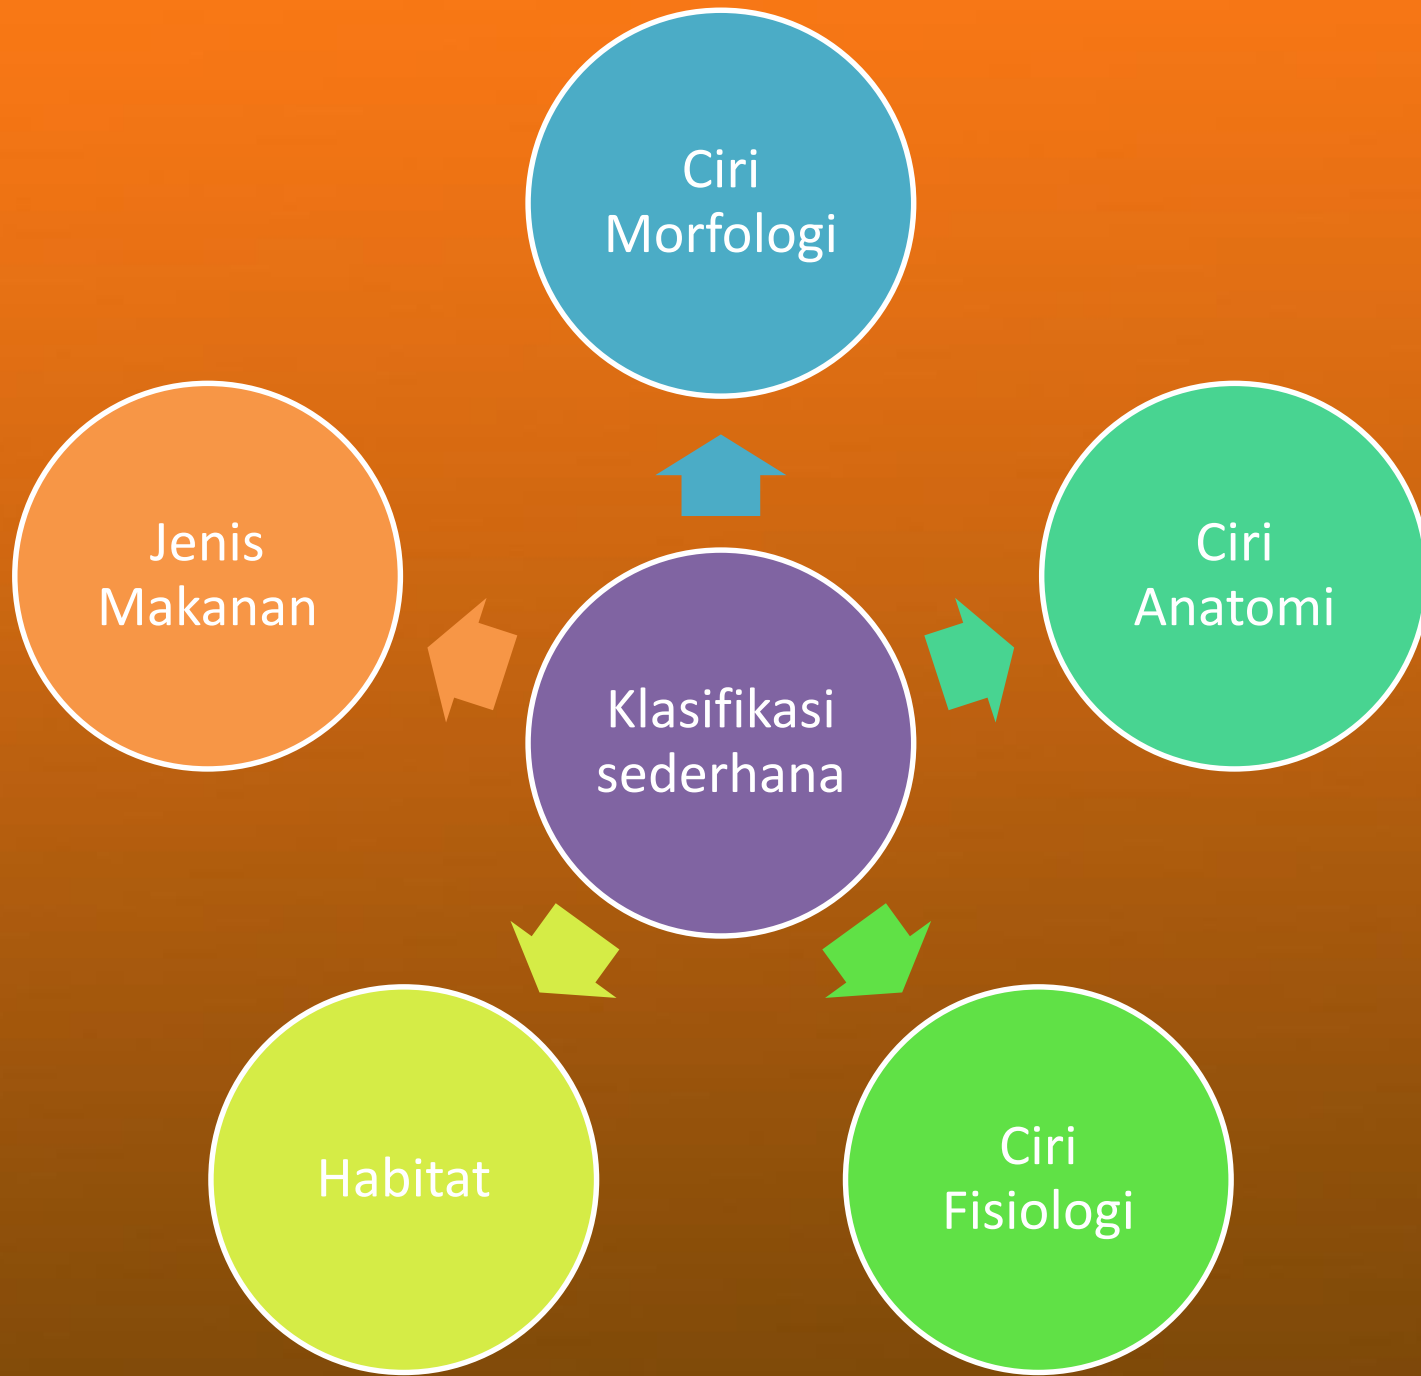 Ciri
Morfologi
Jenis
Makanan
Ciri
Anatomi
Klasifikasi
sederhana
Habitat
Ciri
Fisiologi